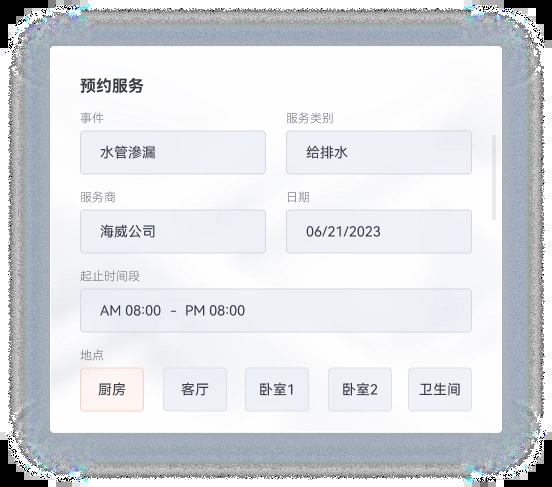 预约服务
事件 服务类别
水管滲漏 给排水
服务商 日期
海威公司 06/21/2023
起止时间段
AM 08:00 - PM 08:00
地点
厨房 客厅 卧室1 卧室2 卫生间